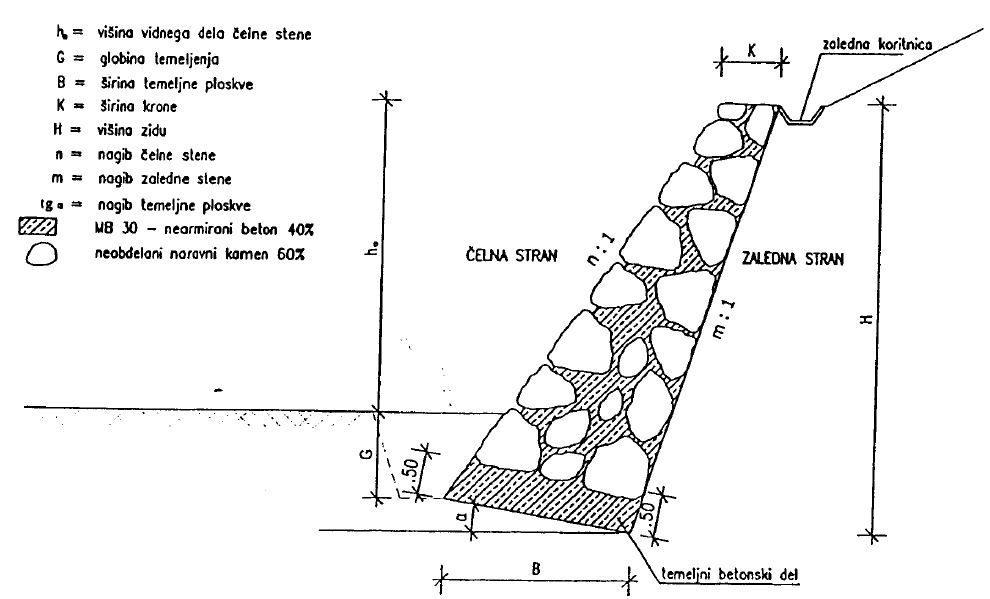 hₒ = višina vidnega dela čelne stene
G = globina temeljenja
B = širina temeljne ploskve
K = širina krone
H = višina zidu
n = nagib čelne stene
m = nagib zaledne stene
tg α = nagib temeljne ploskve
MB 30 – nearmirani beton 40%
neobdelani naravni kamen 60%
K
zaledna koritnica
ČELNA STRAN
n : 1
ZALEDNA STRAN
m : 1
hₒ
H
G
.50
α
.50
B
temeljni betonski del